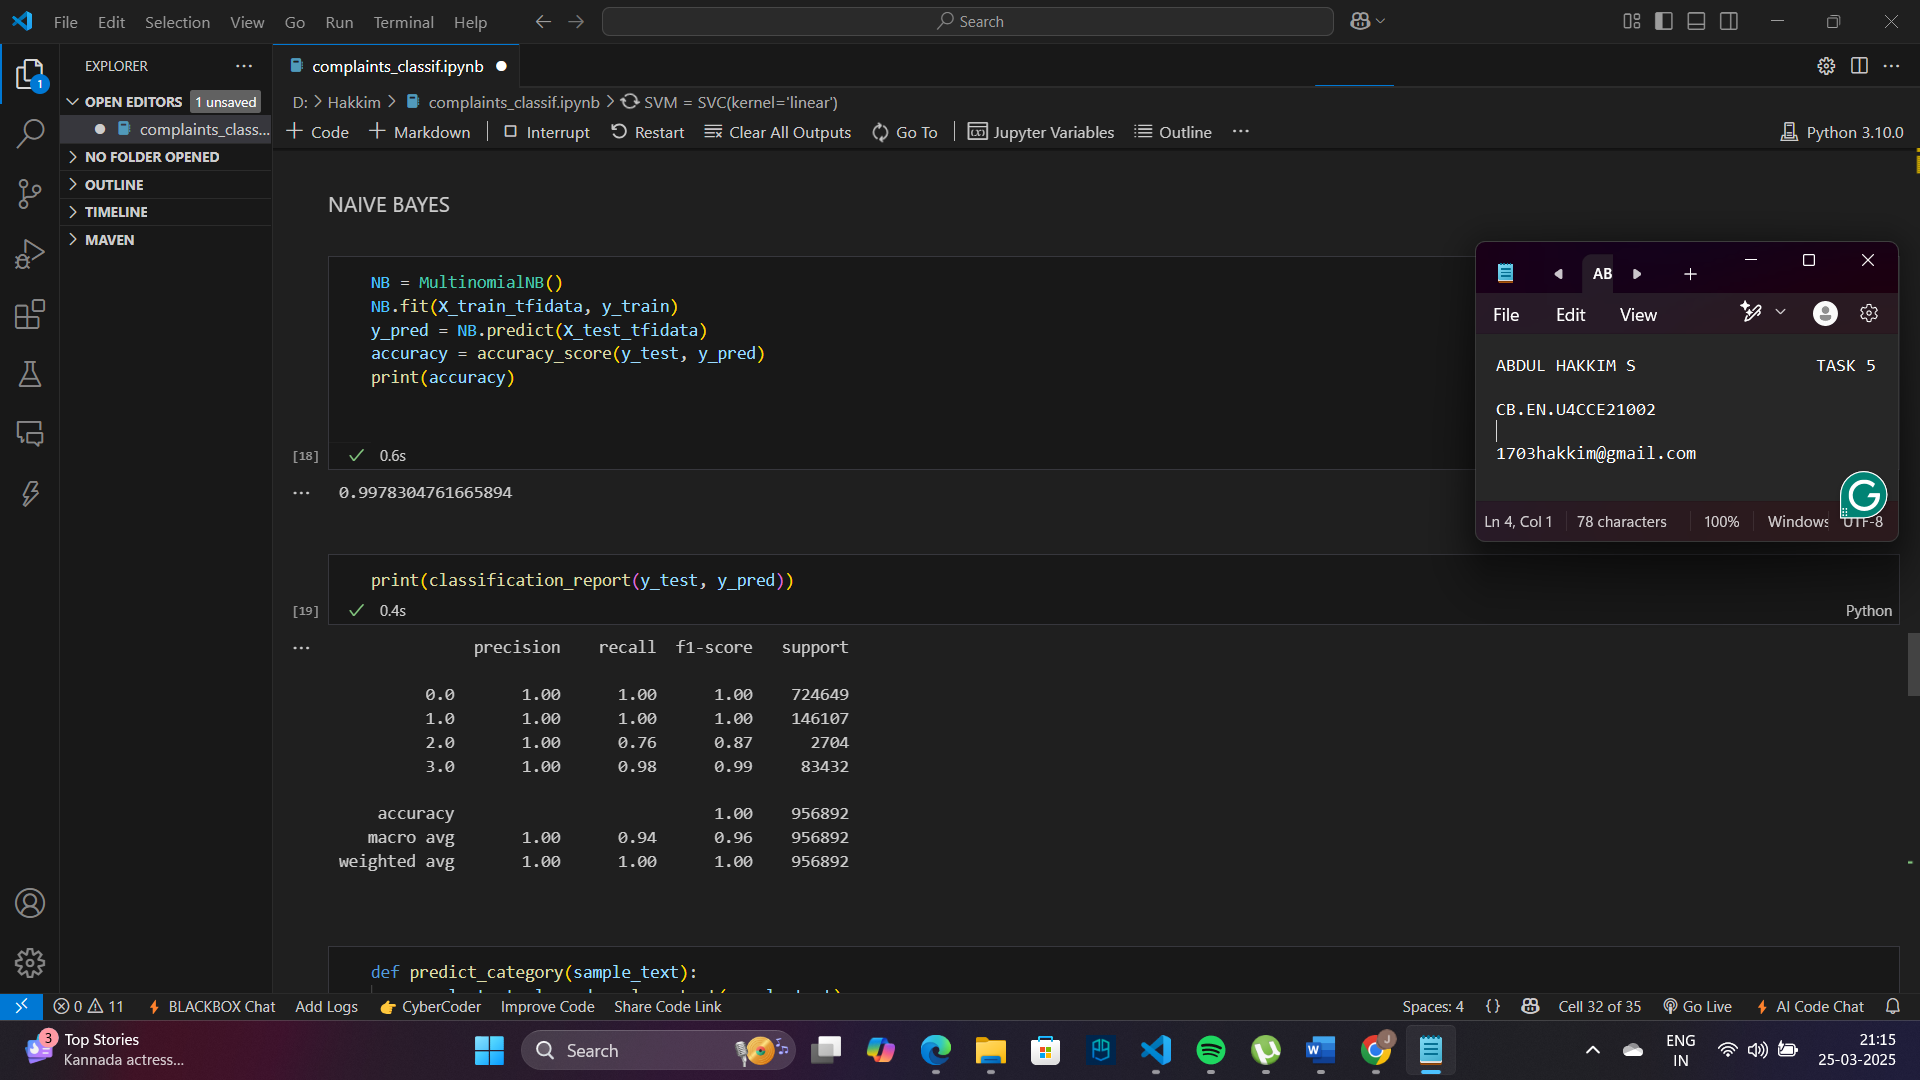 File Edit Selection View Go Run Terminal Help
Search
EXPLORER
complaints_classif.ipynb
OPEN EDITORS 1 unsaved
1
complaints_class...
NO FOLDER OPENED
OUTLINE
TIMELINE
MAVEN
D: > Hakkim > complaints_classif.ipynb > SVM = SVC(kernel='linear')
+ Code + Markdown Interrupt Restart Clear All Outputs Go To Jupyter Variables Outline ... Python 3.10.0
NAIVE BAYES
NB = MultinomialNB()
NB.fit(X_train_tfidata, y_train)
y_pred = NB.predict(X_test_tfidata)
accuracy = accuracy_score(y_test, y_pred)
print(accuracy)
[18] 0.6s
0.9978304761665894
print(classification_report(y_test, y_pred))
[19] 0.4s Python
precision recall f1-score support
0.0 1.00 1.00 1.00 724649
1.0 1.00 1.00 1.00 146107
2.0 1.00 0.76 0.87 2704
3.0 1.00 0.98 0.99 83432
accuracy 1.00 956892
macro avg 1.00 0.94 0.96 956892
weighted avg 1.00 1.00 1.00 956892
def predict_category(sample_text):
AB
File Edit View
ABDUL HAKKIM S TASK 5
CB.EN.U4CCE21002
1703hakkim@gmail.com
Ln 4, Col 1 78 characters 100% Windows UTF-8
0 11 BLACKBOX Chat Add Logs CyberCoder Improve Code Share Code Link Spaces: 4 {} Cell 32 of 35 Go Live AI Code Chat
3 Top Stories
Kannada actress...
Search
J
ENG
IN
21:15
25-03-2025